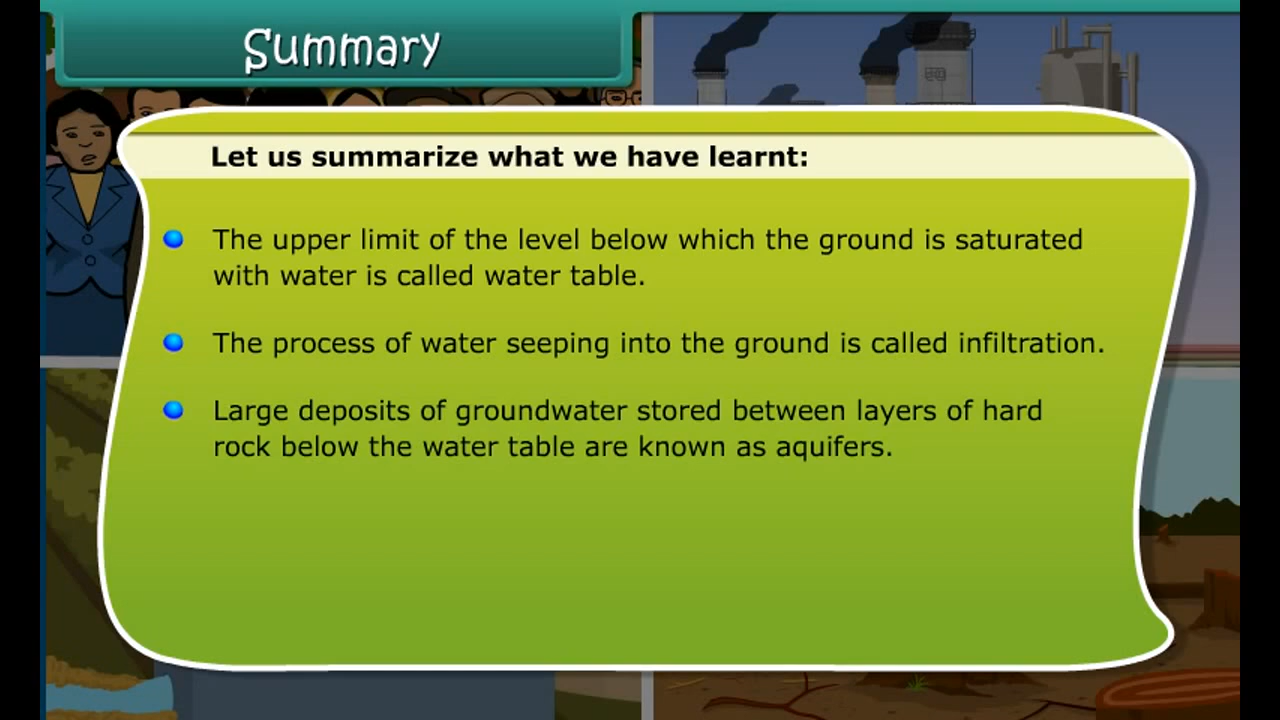 Summary
Let us summarize what we have learnt:
The upper limit of the level below which the ground is saturated
with water is called water table.
The process of water seeping into the ground is called infiltration.
Large deposits of groundwater stored between layers of hard
rock below the water table are known as aquifers.